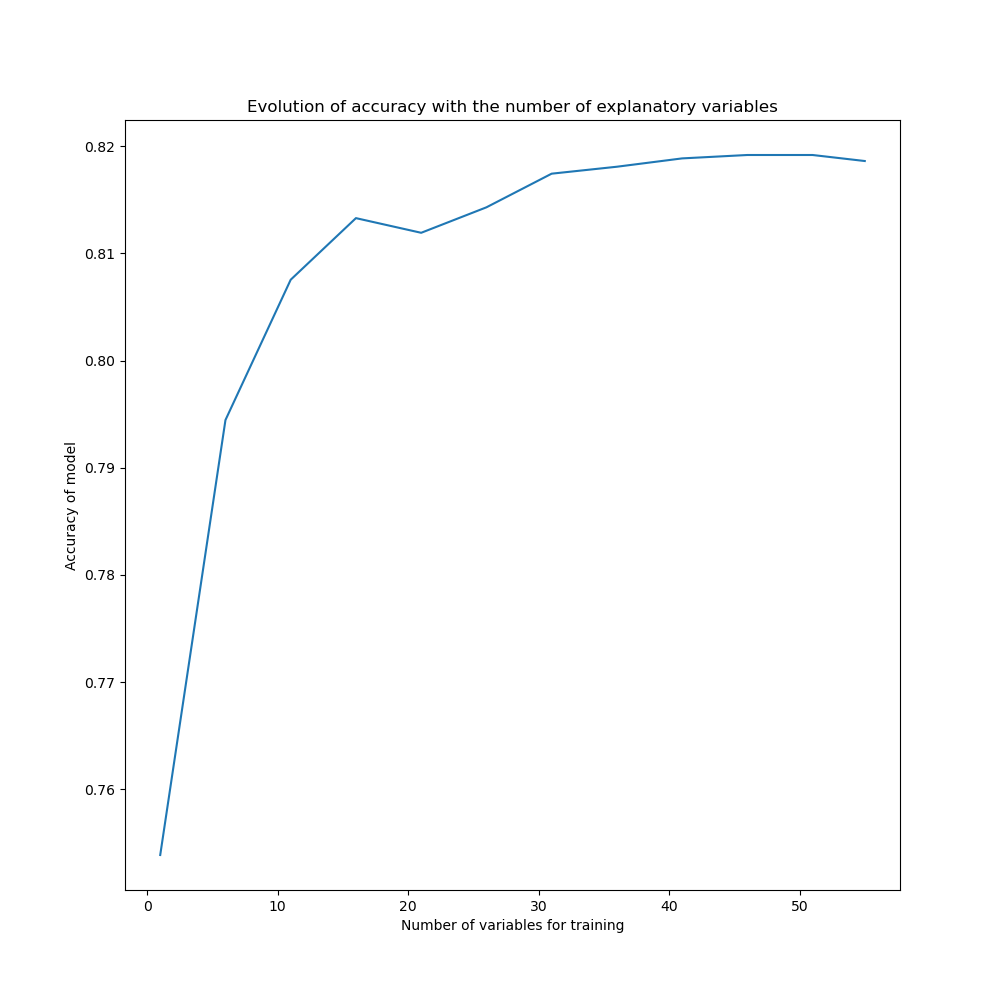 Evolution of accuracy with the number of explanatory variables
0.82
0.81
0.80
0.79
0.78
0.77
0.76
Accuracy of model
0 10 20 30 40 50
Number of variables for training